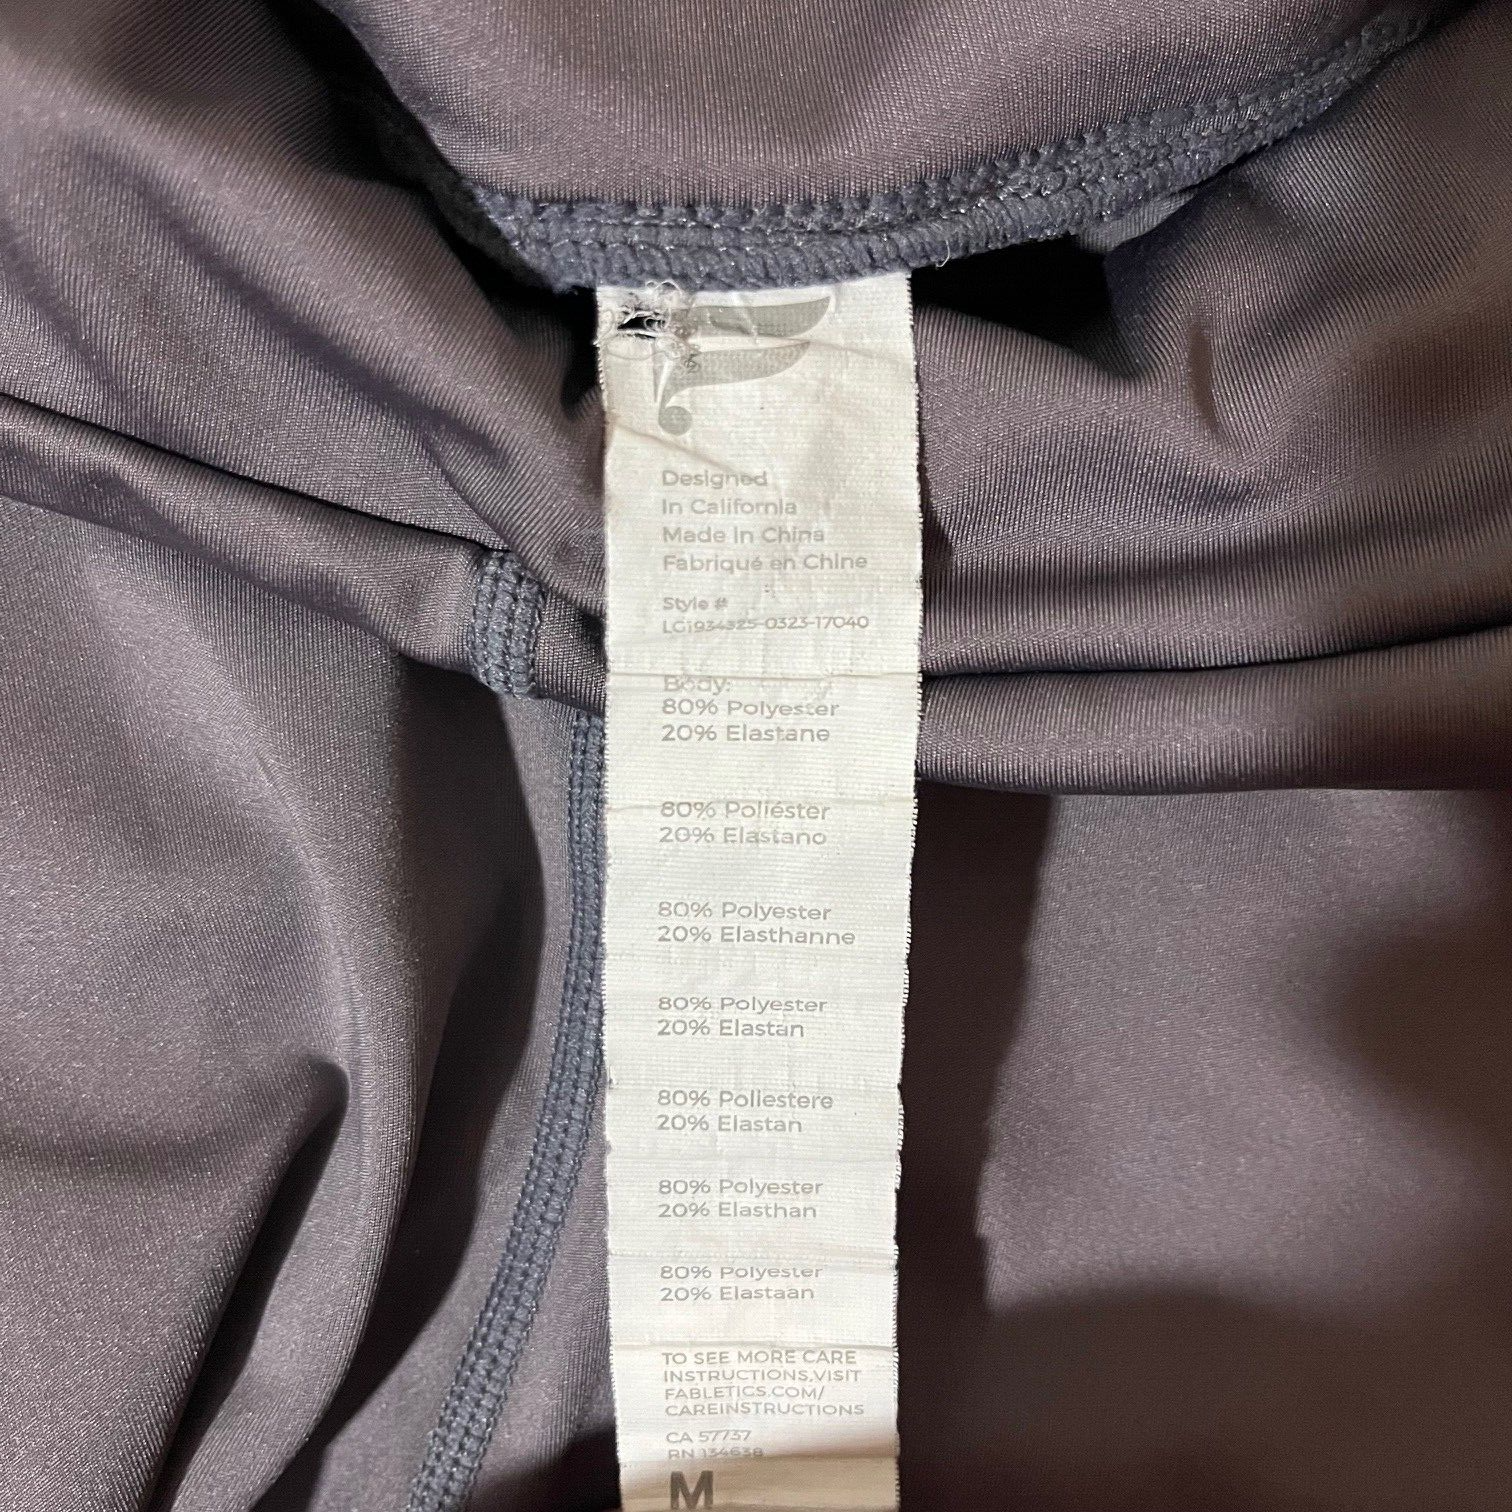 Designed
In California
Made In China
Fabriqué en Chine
Style #
LG1934325-0323-17040
Body:
80% Polyester
20% Elastane
80% Poliéster
20% Elastano
80% Polyester
20% Elasthanne
80% Polyester
20% Elastan
80% Poliestere
20% Elastan
80% Polyester
20% Elasthan
80% Polyester
20% Elastaan
TO SEE MORE CARE
INSTRUCTIONS,VISIT
FABLETICS.COM/
CAREINSTRUCTIONS
CA 57737
RN 134638
M